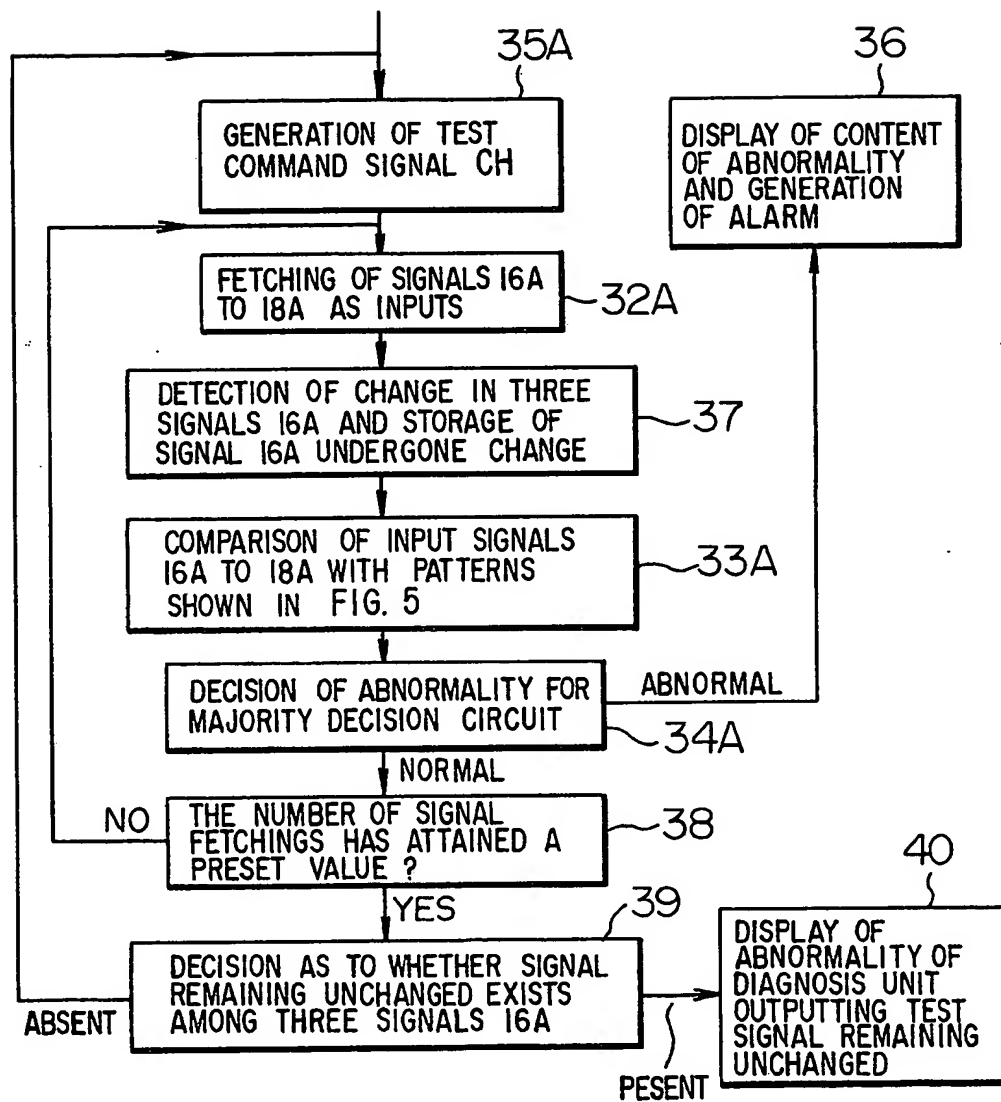 35A
GENERATION OF TEST
COMMAND SIGNAL CH
36
DISPLAY OF CONTENT
OF ABNORMALITY
AND GENERATION
OF ALARM
FETCHING OF SIGNALS 16A
TO 18A AS INPUTS
32A
DETECTION OF CHANGE IN THREE
SIGNALS 16A AND STORAGE OF
SIGNAL 16A UNDERGONE CHANGE
37
COMPARISON OF INPUT SIGNALS
16A TO 18A WITH PATTERNS
SHOWN IN FIG. 5
33A
DECISION OF ABNORMALITY FOR
MAJORITY DECISION CIRCUIT
ABNORMAL
34A
NORMAL
NO
THE NUMBER OF SIGNAL
FETCHINGS HAS ATTAINED A
PRESET VALUE ?
38
YES
39
DECISION AS TO WHETHER SIGNAL
REMAINING UNCHANGED EXISTS
AMONG THREE SIGNALS 16A
ABSENT
PESENT
40
DISPLAY OF
ABNORMALITY OF
DIAGNOSIS UNIT
OUTPUTTING TEST
SIGNAL REMAINING
UNCHANGED